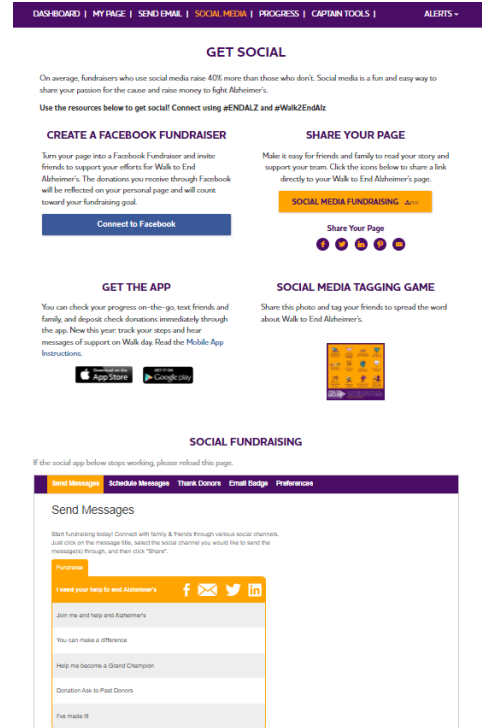 DASHBOARD | MY PAGE | SEND EMAIL | SOCIAL MEDIA | PROGRESS | CAPTAIN TOOLS | ALERTS
GET SOCIAL
On average, fundraisers who use social media raise 40% more than those who don't. Social media is a fun and easy way to
share your passion for the cause and raise money to fight Alzheimer's.
Use the resources below to get social! Connect using #ENDALZ and #Walk2EndAlz
CREATE A FACEBOOK FUNDRAISER
Turn your page into a Facebook Fundraiser and invite
friends to support your efforts for Walk to End
Alzheimer's. The donations you receive through Facebook
will be reflected on your personal page and will count
toward your fundraising goal.
Connect to Facebook
SHARE YOUR PAGE
Make it easy for friends and family to read your story and
support your team. Click the icons below to share a link
directly to your Walk to End Alzheimer's page.
SOCIAL MEDIA FUNDRAISING
Share Your Page
GET THE APP
You can check your progress on-the-go, text friends and
family, and deposit check donations immediately through
the app. New this year: track your steps and hear
messages of support on Walk day. Read the Mobile App
Instructions.
Download on the
App Store
GET IT ON
Google play
SOCIAL MEDIA TAGGING GAME
Share this photo and tag your friends to spread the word
about Walk to End Alzheimer's.
SOCIAL FUNDRAISING
If the social app below stops working, please reload this page.
Send Messages Schedule Messages Thank Donors Email Badge Preferences
Send Messages
Start fundraising today! Connect with family & friends through various social channels.
Just click on the message title, select the social channel you would like to send the
message(s) through, and then click "Share".
Fundraise
I need your help to end Alzheimer's
Join me and help end Alzheimer's
You can make a difference
Help me become a Grand Champion
Donation Ask to Past Donors
I've made it!